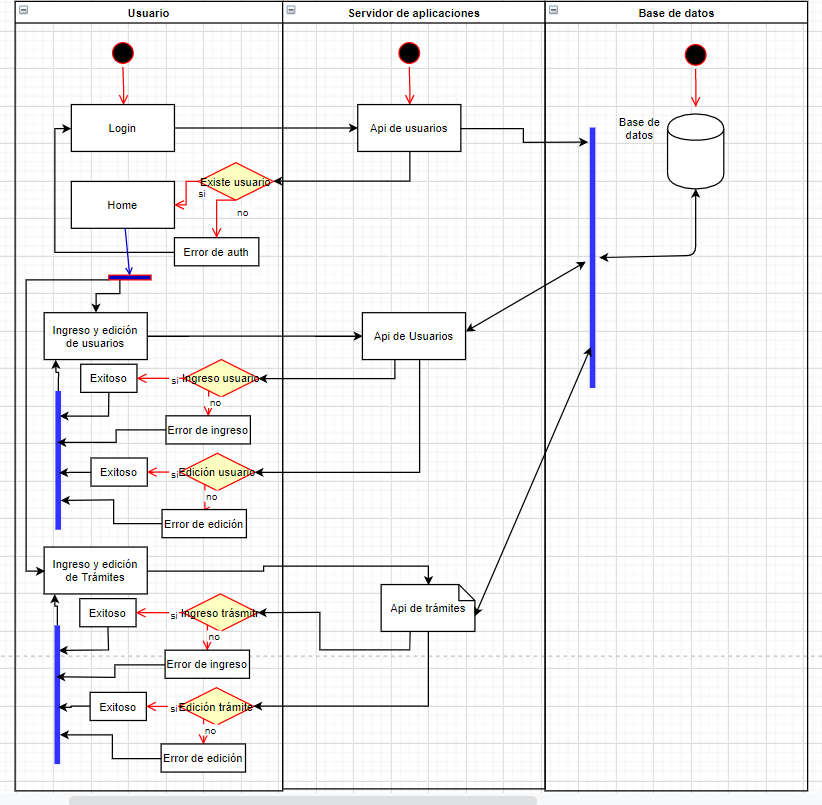 Usuario
Servidor de aplicaciones
Base de datos
Login
Api de usuarios
Base de
datos
Existe usuario
si
Home
no
Error de auth
Ingreso y edición
de usuarios
Api de Usuarios
Exitoso
si
Ingreso usuario
no
Error de ingreso
Exitoso
si
Edición usuario
no
Error de edición
Ingreso y edición
de Trámites
Api de trámites
Exitoso
si
Ingreso trásmite
no
Error de ingreso
Exitoso
si
Edición trámite
no
Error de edición